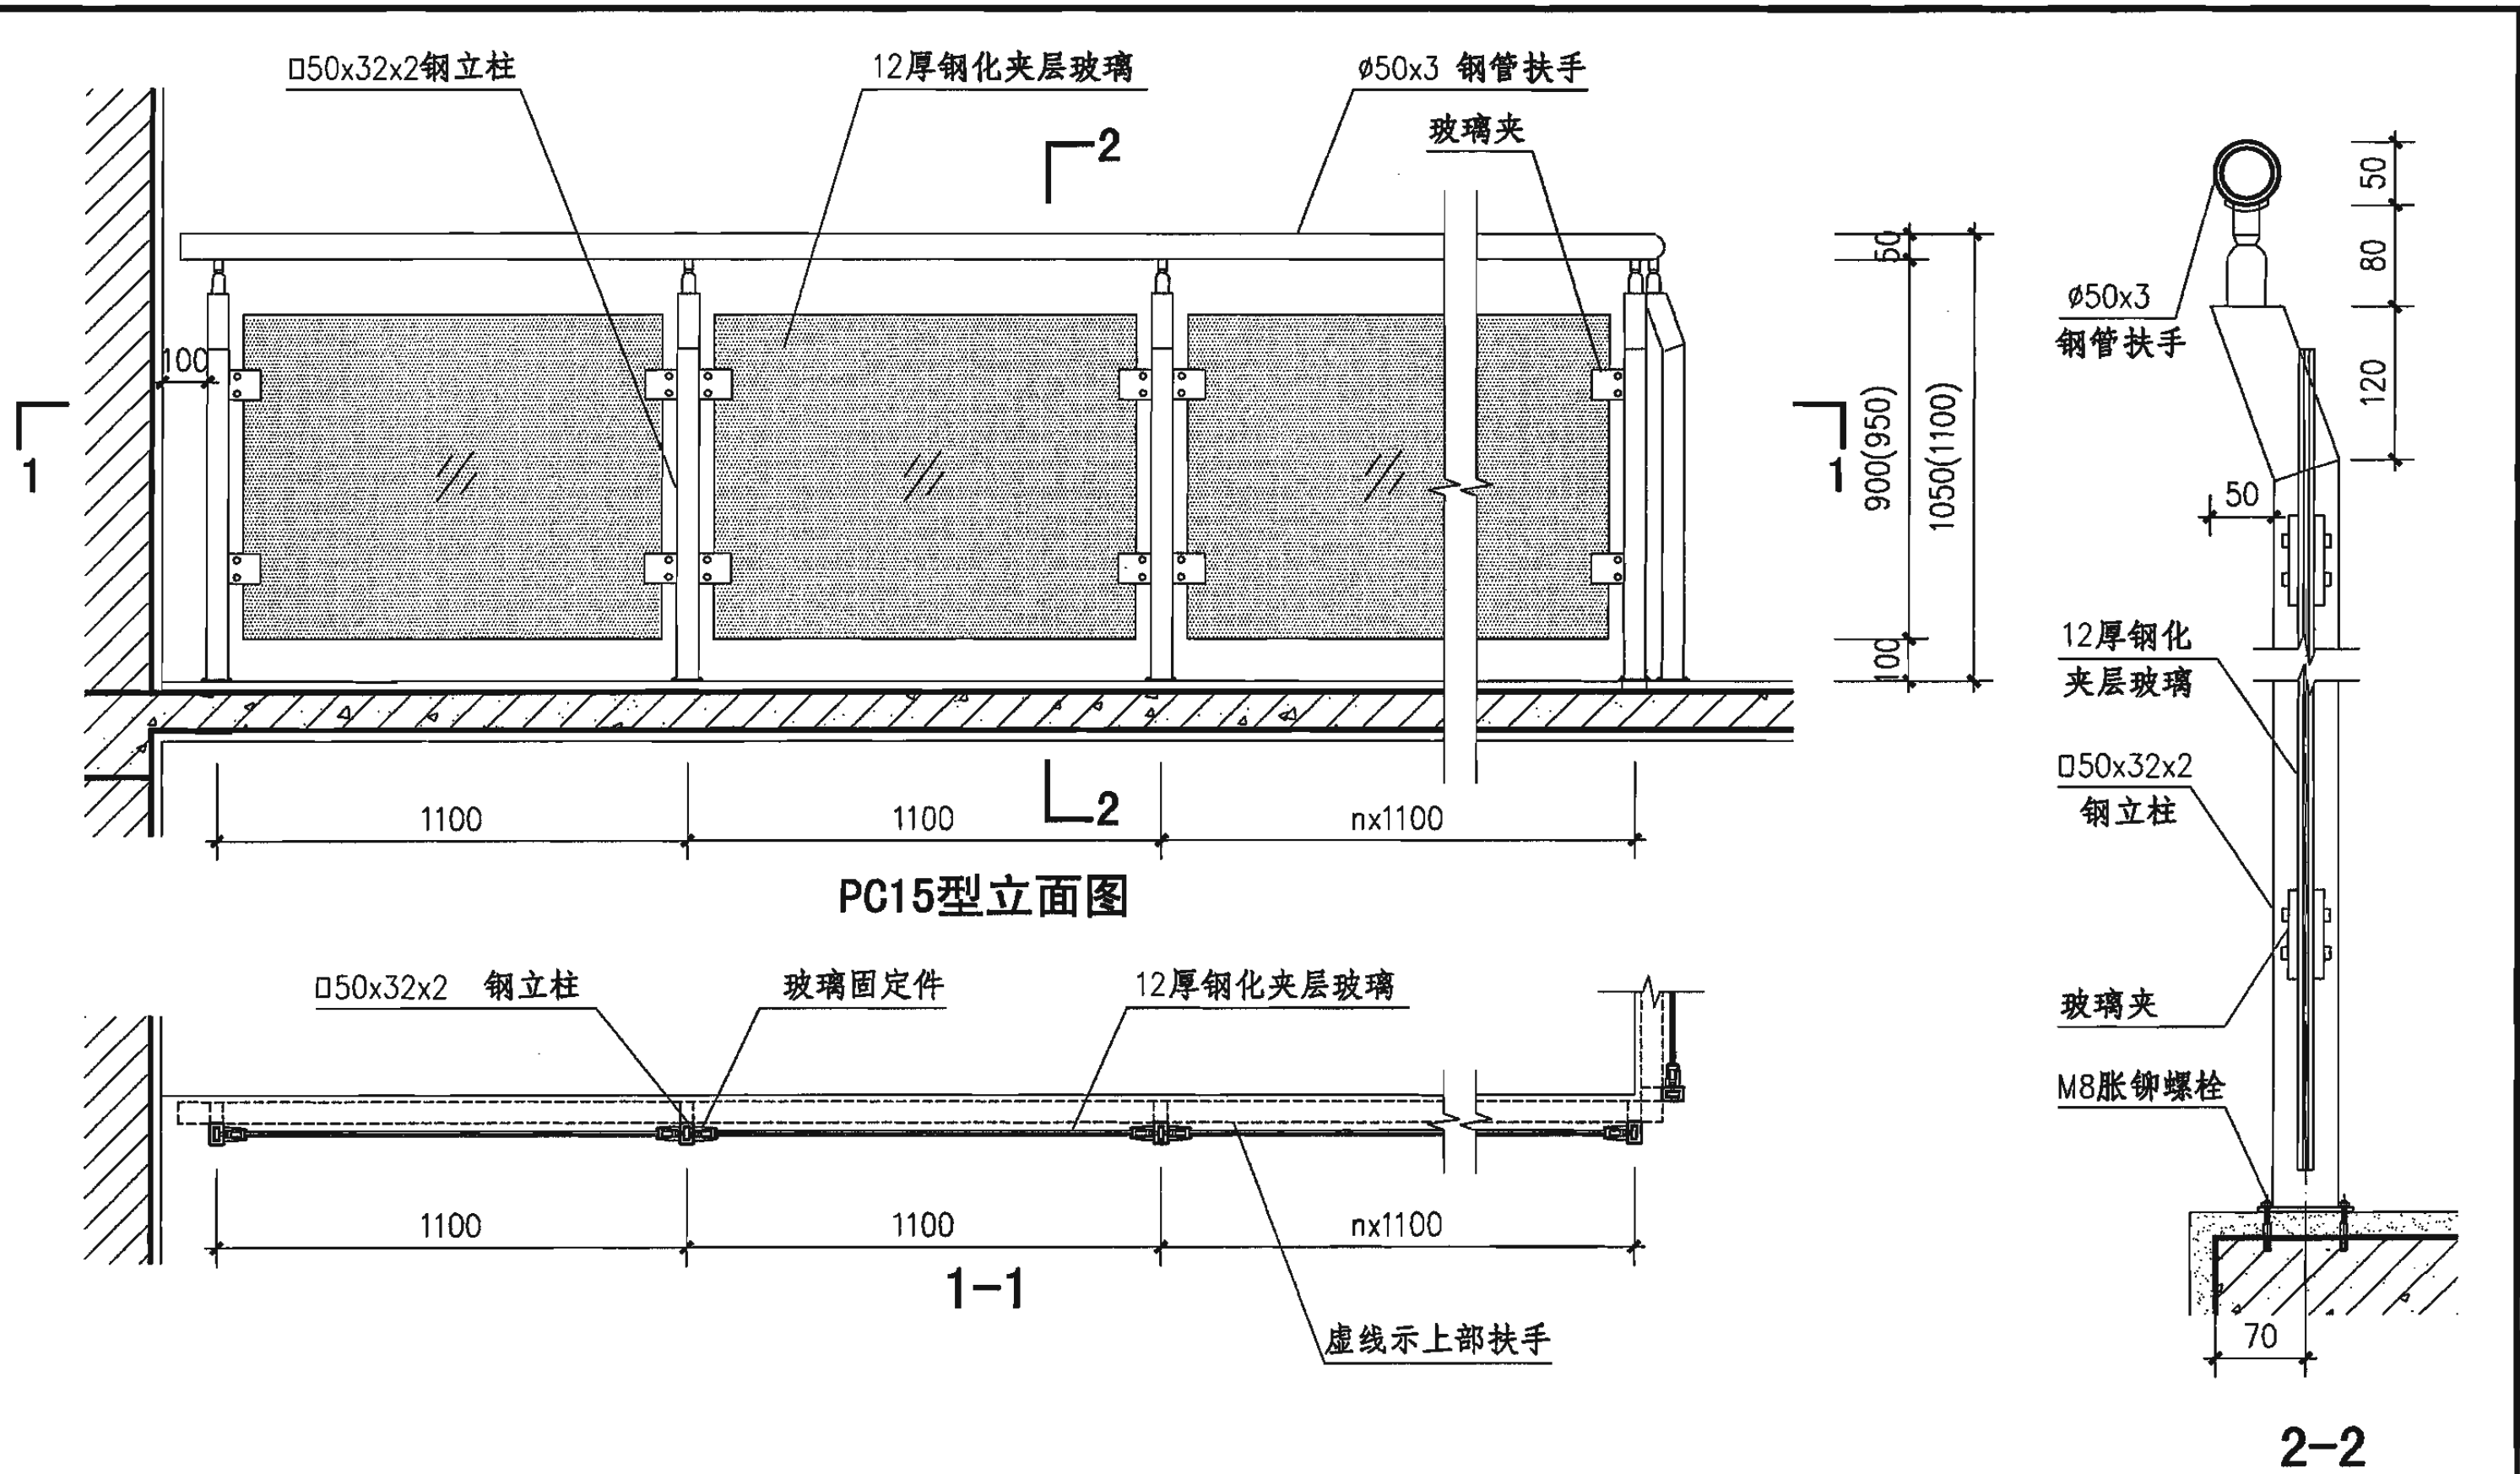 □50x32x2钢立柱
12厚钢化夹层玻璃
ø50x3 钢管扶手
玻璃夹
2
100
1
1
50
900(950)
100
1050(1100)
1100
1100
2
nx1100
PC15型立面图
□50x32x2 钢立柱
玻璃固定件
12厚钢化夹层玻璃
1100
1100
nx1100
1-1
虚线示上部扶手
50
80
120
ø50x3
钢管扶手
50
12厚钢化
夹层玻璃
□50x32x2
钢立柱
玻璃夹
M8胀铆螺栓
70
2-2